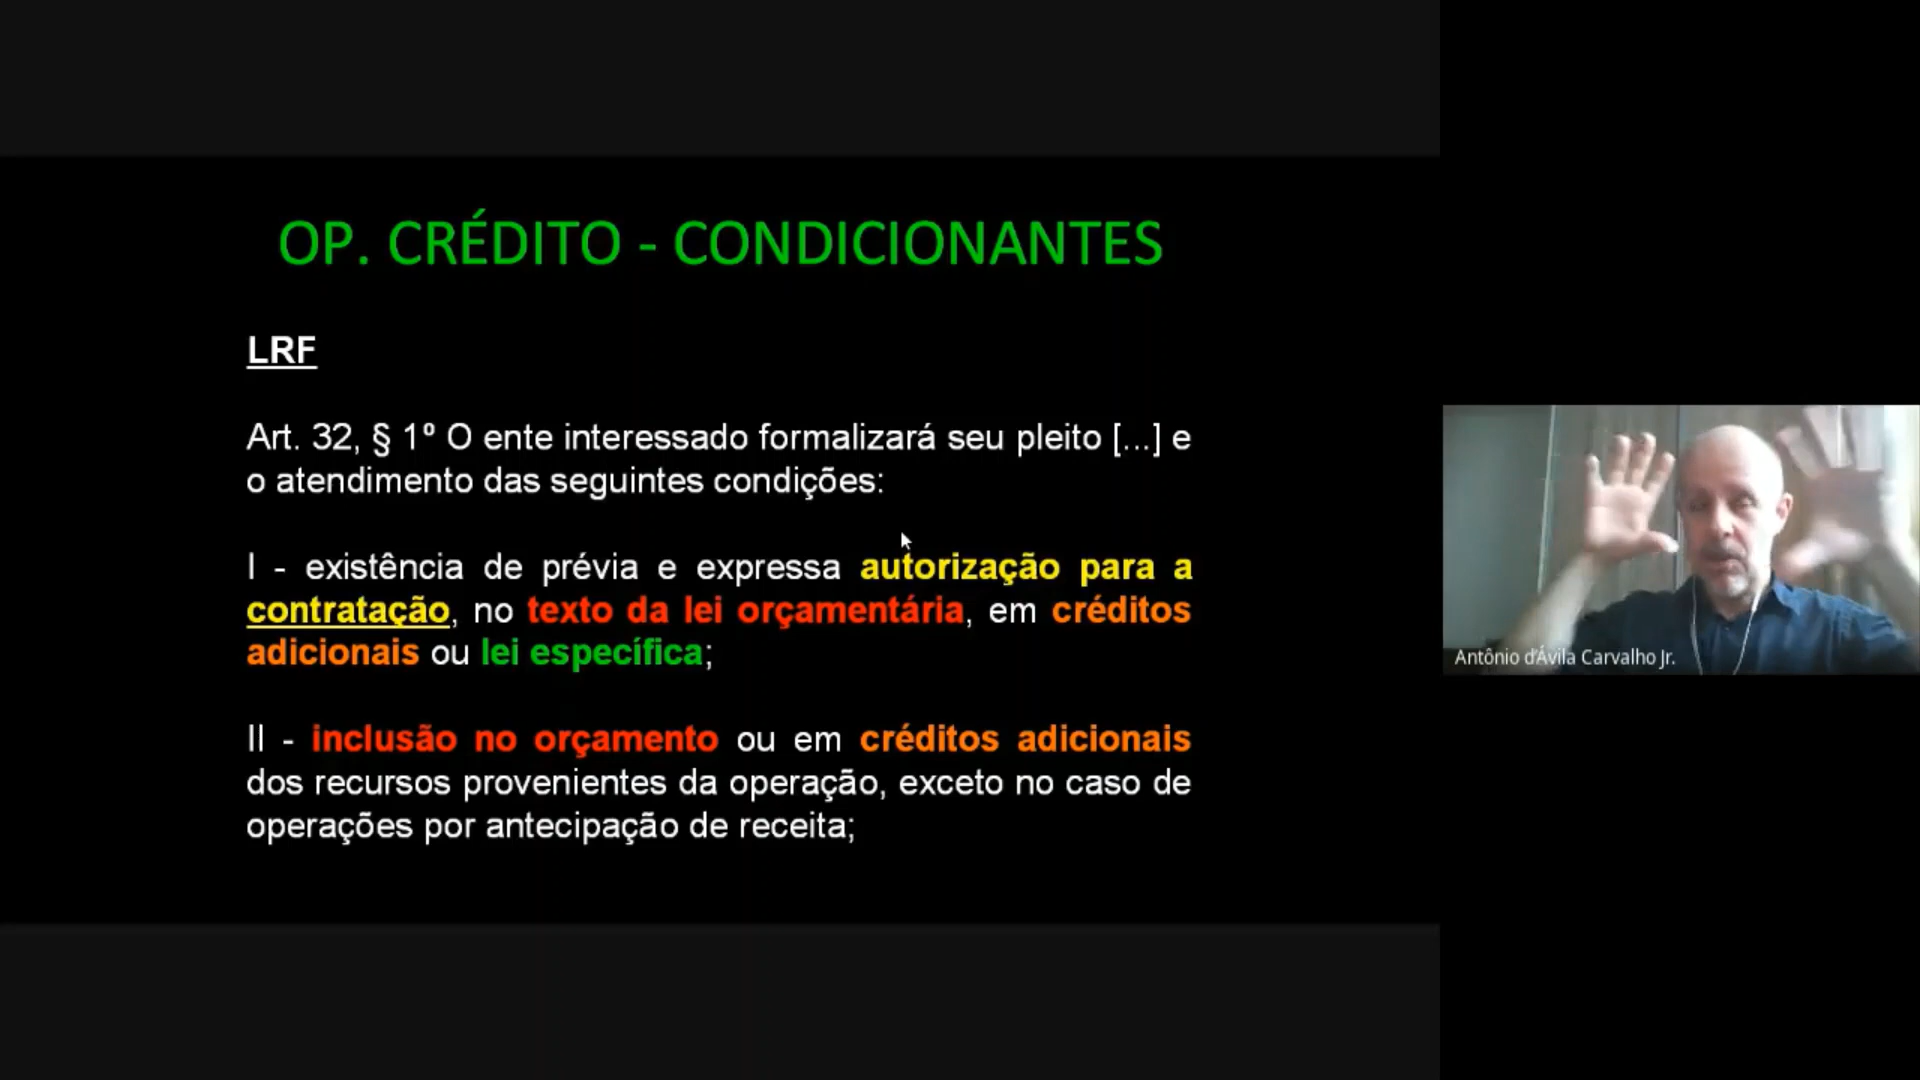 OP. CRÉDITO - CONDICIONANTES
LRF
Art. 32, § 1º O ente interessado formalizará seu pleito [...] e
o atendimento das seguintes condições:
I - existência de prévia e expressa autorização para a
contratação, no texto da lei orçamentária, em créditos
adicionais ou lei específica;
II - inclusão no orçamento ou em créditos adicionais
dos recursos provenientes da operação, exceto no caso de
operações por antecipação de receita;
Antônio d'Ávila Carvalho Jr.